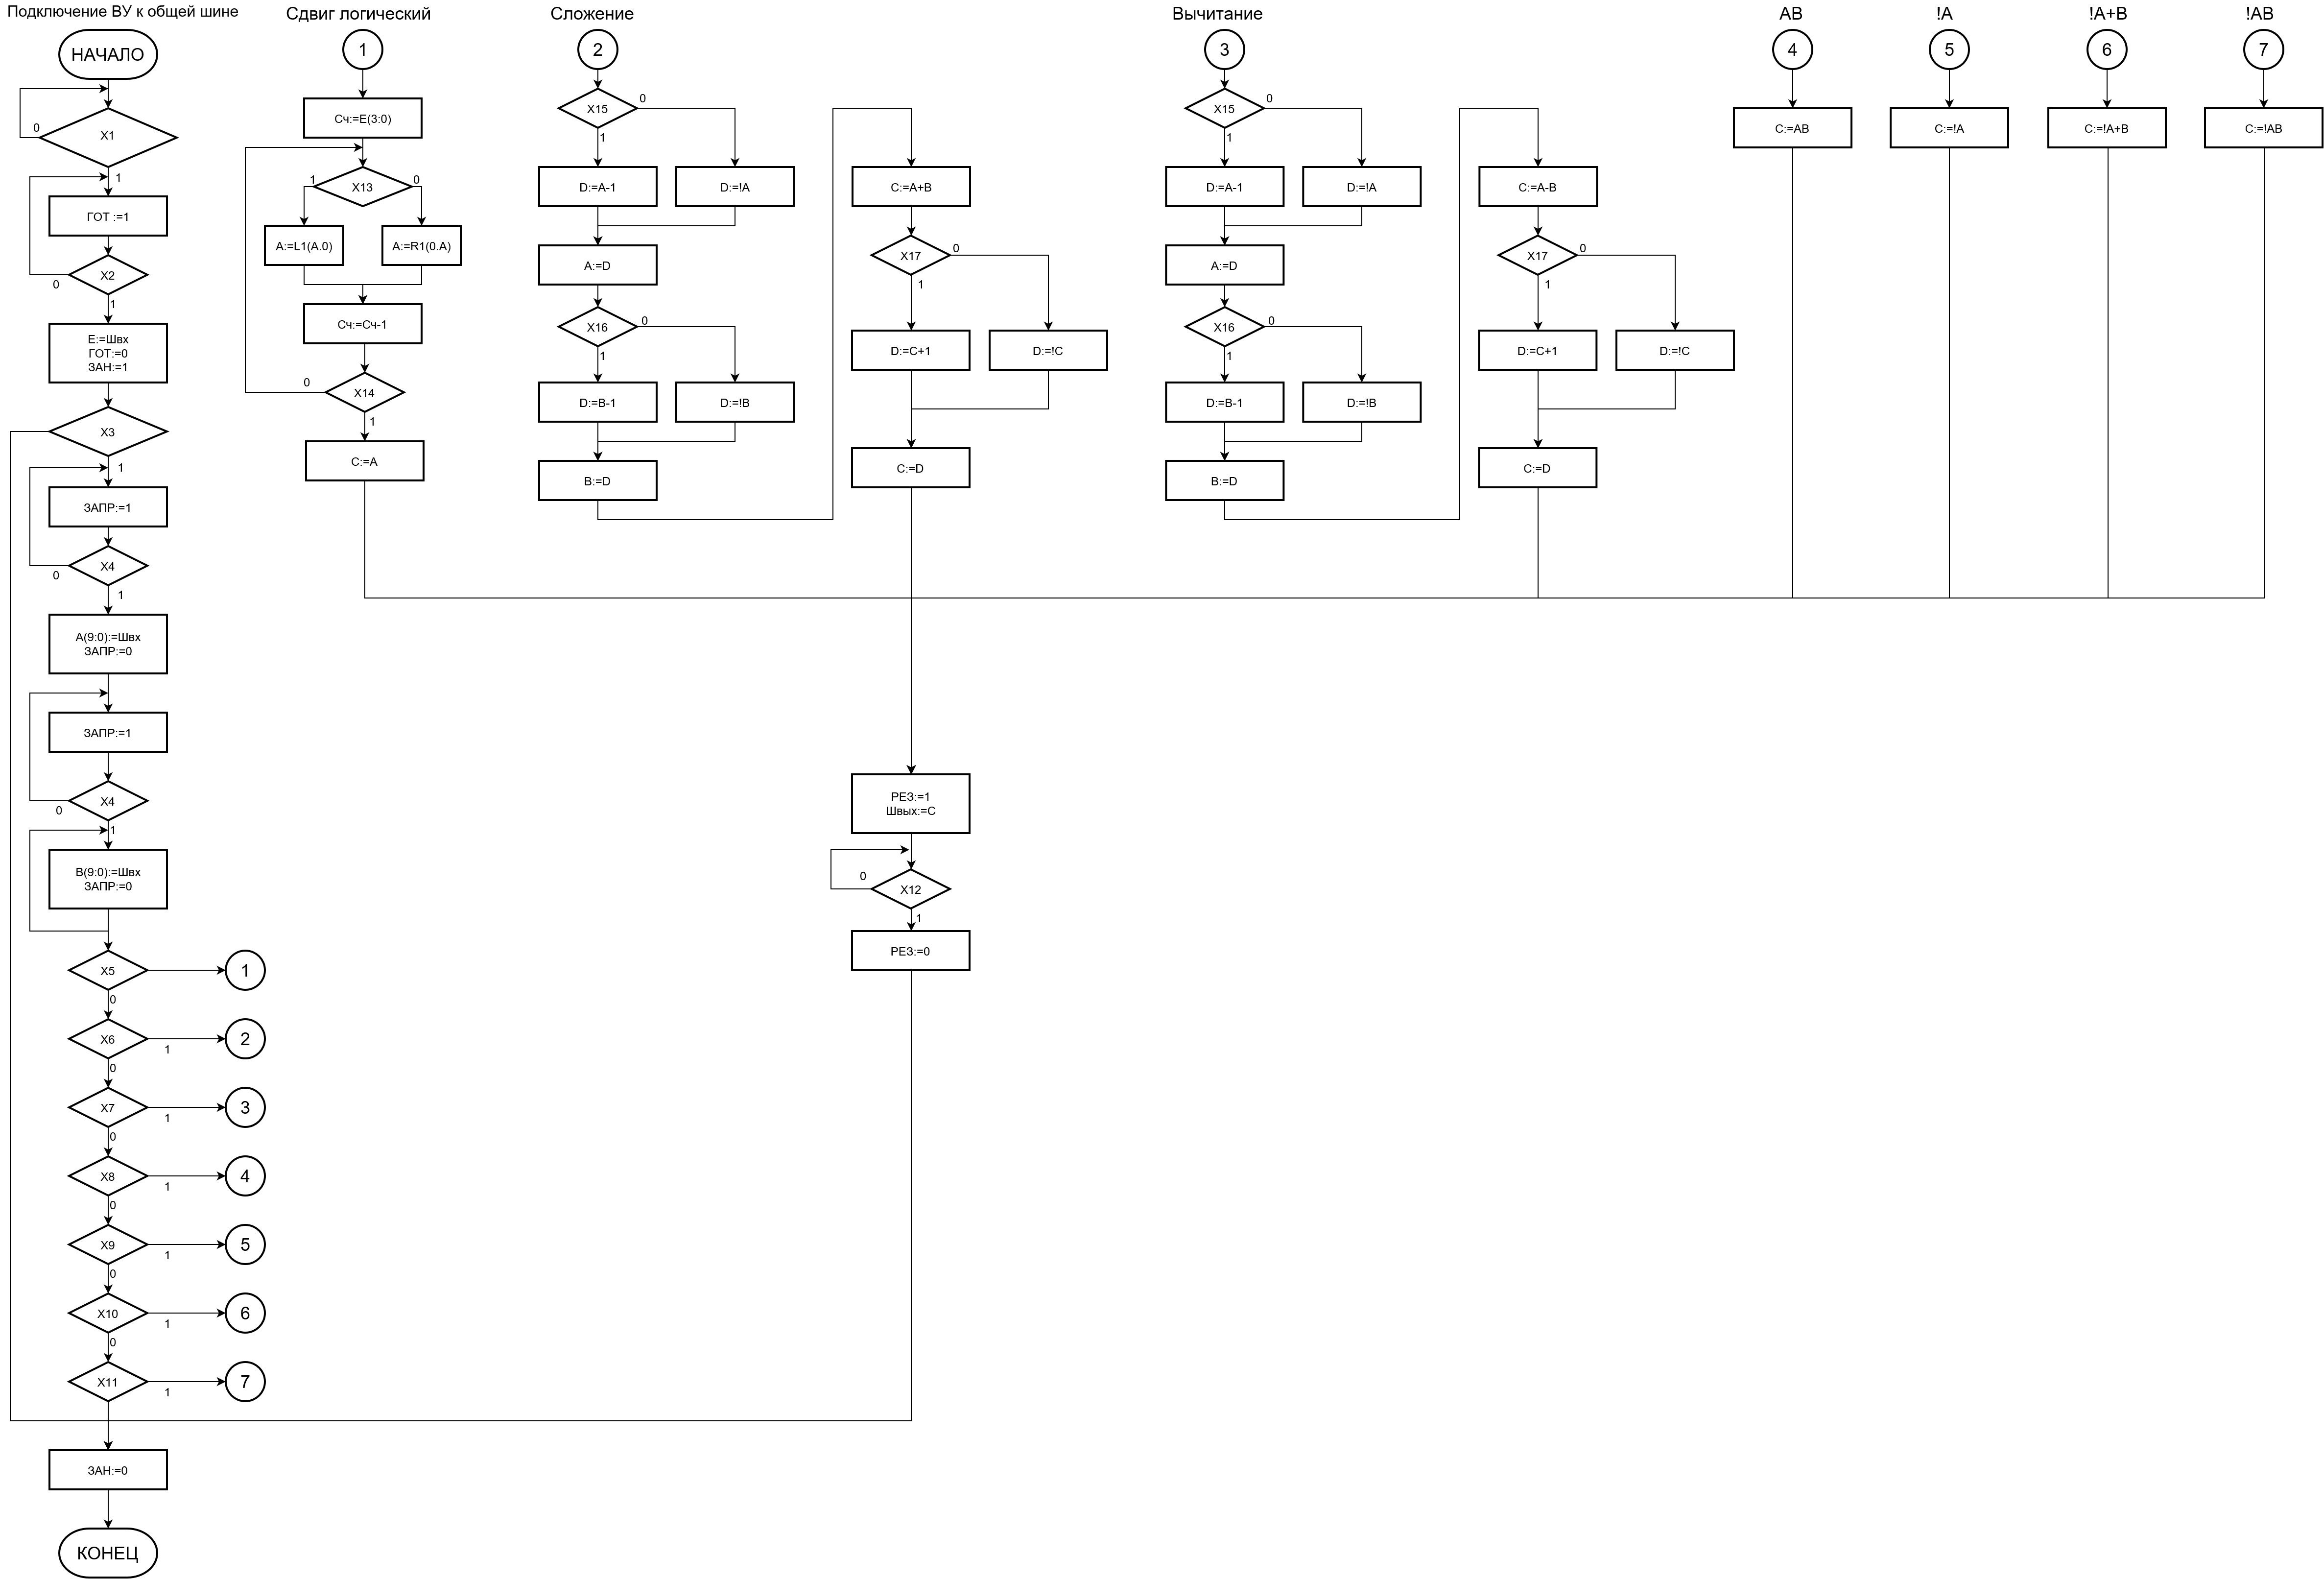 Подключение ВУ к общей шине
НАЧАЛО
X1
0
1
ГОТ :=1
X2
0
1
E:=Швх
ГОТ:=0
ЗАН:=1
X3
1
ЗАПР:=1
X4
0
1
A(9:0):=Швх
ЗАПР:=0
ЗАПР:=1
X4
0
1
B(9:0):=Швх
ЗАПР:=0
X5
1
0
X6
1
2
0
X7
1
3
0
X8
1
4
0
X9
1
5
0
X10
1
6
0
X11
1
7
ЗАН:=0
КОНЕЦ
Сдвиг логический
1
Сч:=E(3:0)
1
X13
0
A:=L1(A.0)
A:=R1(0.A)
Сч:=Сч-1
0
X14
1
C:=A
Сложение
2
X15
0
1
D:=A-1
D:=!A
A:=D
X16
0
1
D:=B-1
D:=!B
B:=D
C:=A+B
X17
0
1
D:=C+1
D:=!C
C:=D
РЕЗ:=1
Швых:=C
0
X12
1
РЕЗ:=0
Вычитание
3
X15
0
1
D:=A-1
D:=!A
A:=D
X16
0
1
D:=B-1
D:=!B
B:=D
C:=A-B
X17
0
1
D:=C+1
D:=!C
C:=D
AB
4
C:=AB
!A
5
C:=!A
!A+B
6
C:=!A+B
!AB
7
C:=!AB